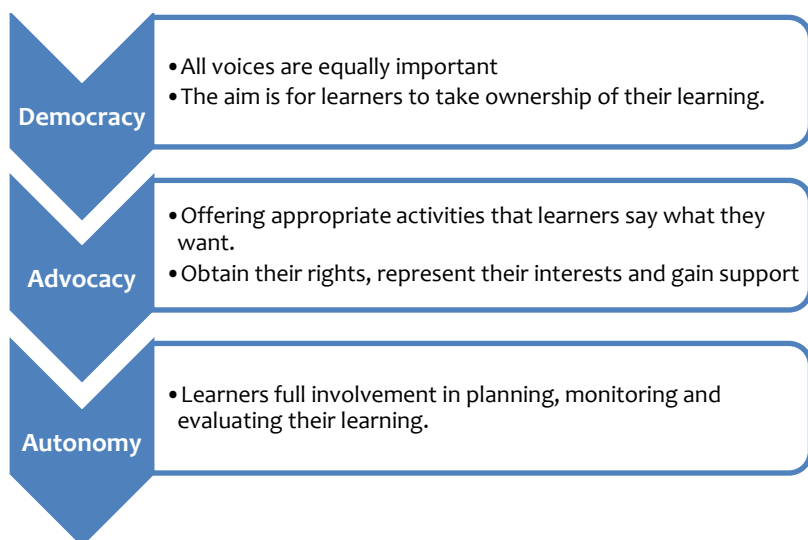 Democracy
•All voices are equally important
•The aim is for learners to take ownership of their learning.
Advocacy
•Offering appropriate activities that learners say what they
want.
•Obtain their rights, represent their interests and gain support
Autonomy
•Learners full involvement in planning, monitoring and
evaluating their learning.